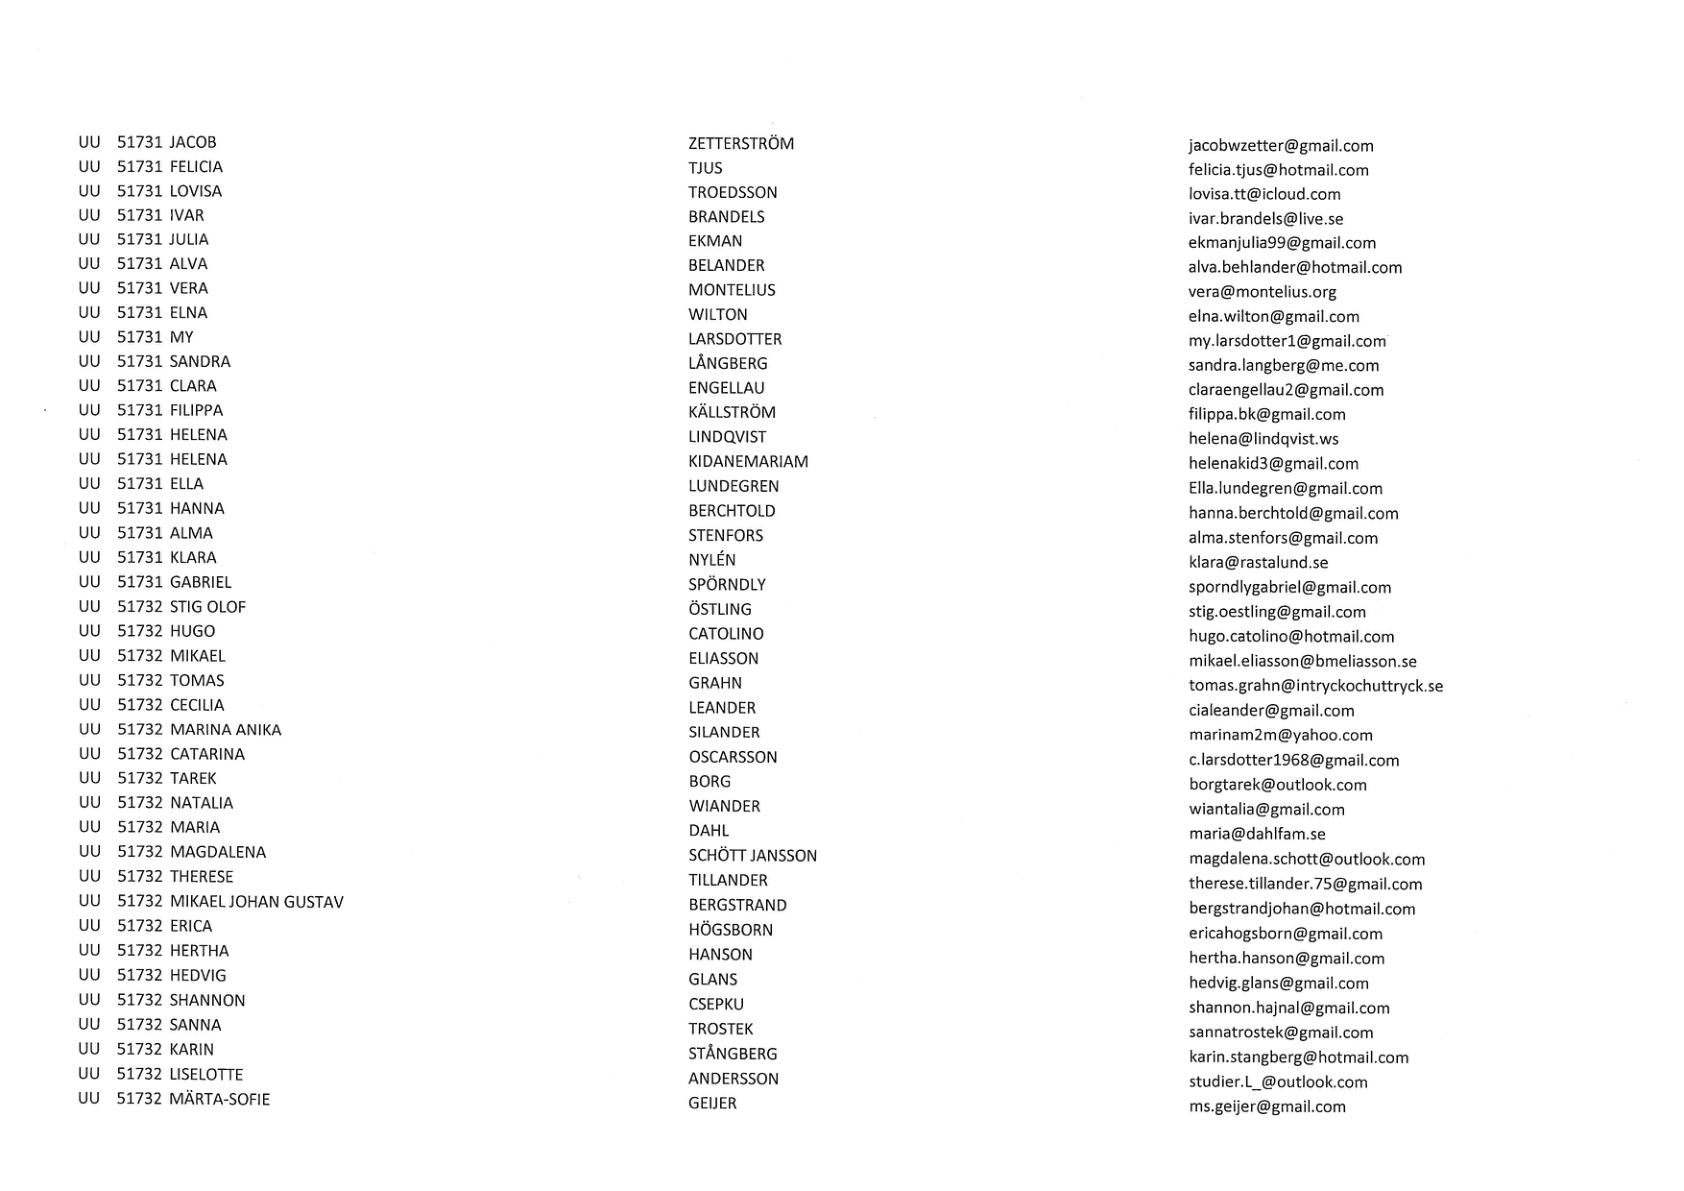 UU 51731 JACOB ZETTERSTRÖM jacobwzetter@gmail.com
UU 51731 FELICIA TJUS felicia.tjus@hotmail.com
UU 51731 LOVISA TROEDSSON lovisa.tt@icloud.com
UU 51731 IVAR BRANDELS ivar.brandels@live.se
UU 51731 JULIA EKMAN ekmanjulia99@gmail.com
UU 51731 ALVA BELANDER alva.behlander@hotmail.com
UU 51731 VERA MONTELIUS vera@montelius.org
UU 51731 ELNA WILTON elna.wilton@gmail.com
UU 51731 MY LARSDOTTER my.larsdotter1@gmail.com
UU 51731 SANDRA LÅNGBERG sandra.langberg@me.com
UU 51731 CLARA ENGELLAU claraengellau2@gmail.com
UU 51731 FILIPPA KÄLLSTRÖM filippa.bk@gmail.com
UU 51731 HELENA LINDQVIST helena@lindqvist.ws
UU 51731 HELENA KIDANEMARIAM helenakid3@gmail.com
UU 51731 ELLA LUNDEGREN Ella.lundegren@gmail.com
UU 51731 HANNA BERCHTOLD hanna.berchtold@gmail.com
UU 51731 ALMA STENFORS alma.stenfors@gmail.com
UU 51731 KLARA NYLÉN klara@rastalund.se
UU 51731 GABRIEL SPÖRNDLY sporndlygabriel@gmail.com
UU 51732 STIG OLOF ÖSTLING stig.oestling@gmail.com
UU 51732 HUGO CATOLINO hugo.catolino@hotmail.com
UU 51732 MIKAEL ELIASSON mikael.eliasson@bmeliasson.se
UU 51732 TOMAS GRAHN tomas.grahn@intryckochuttryck.se
UU 51732 CECILIA LEANDER cialeander@gmail.com
UU 51732 MARINA ANIKA SILANDER marinam2m@yahoo.com
UU 51732 CATARINA OSCARSSON c.larsdotter1968@gmail.com
UU 51732 TAREK BORG borgtarek@outlook.com
UU 51732 NATALIA WIANDER wiantalia@gmail.com
UU 51732 MARIA DAHL maria@dahlfam.se
UU 51732 MAGDALENA SCHÖTT JANSSON magdalena.schott@outlook.com
UU 51732 THERESE TILLANDER therese.tillander.75@gmail.com
UU 51732 MIKAEL JOHAN GUSTAV BERGSTRAND bergstrandjohan@hotmail.com
UU 51732 ERICA HÖGSBORN ericahogsborn@gmail.com
UU 51732 HERTHA HANSON hertha.hanson@gmail.com
UU 51732 HEDVIG GLANS hedvig.glans@gmail.com
UU 51732 SHANNON CSEPKU shannon.hajnal@gmail.com
UU 51732 SANNA TROSTEK sannatrostek@gmail.com
UU 51732 KARIN STÅNGBERG karin.stangberg@hotmail.com
UU 51732 LISELOTTE ANDERSSON studier.L_@outlook.com
UU 51732 MÄRTA-SOFIE GEIJER ms.geijer@gmail.com